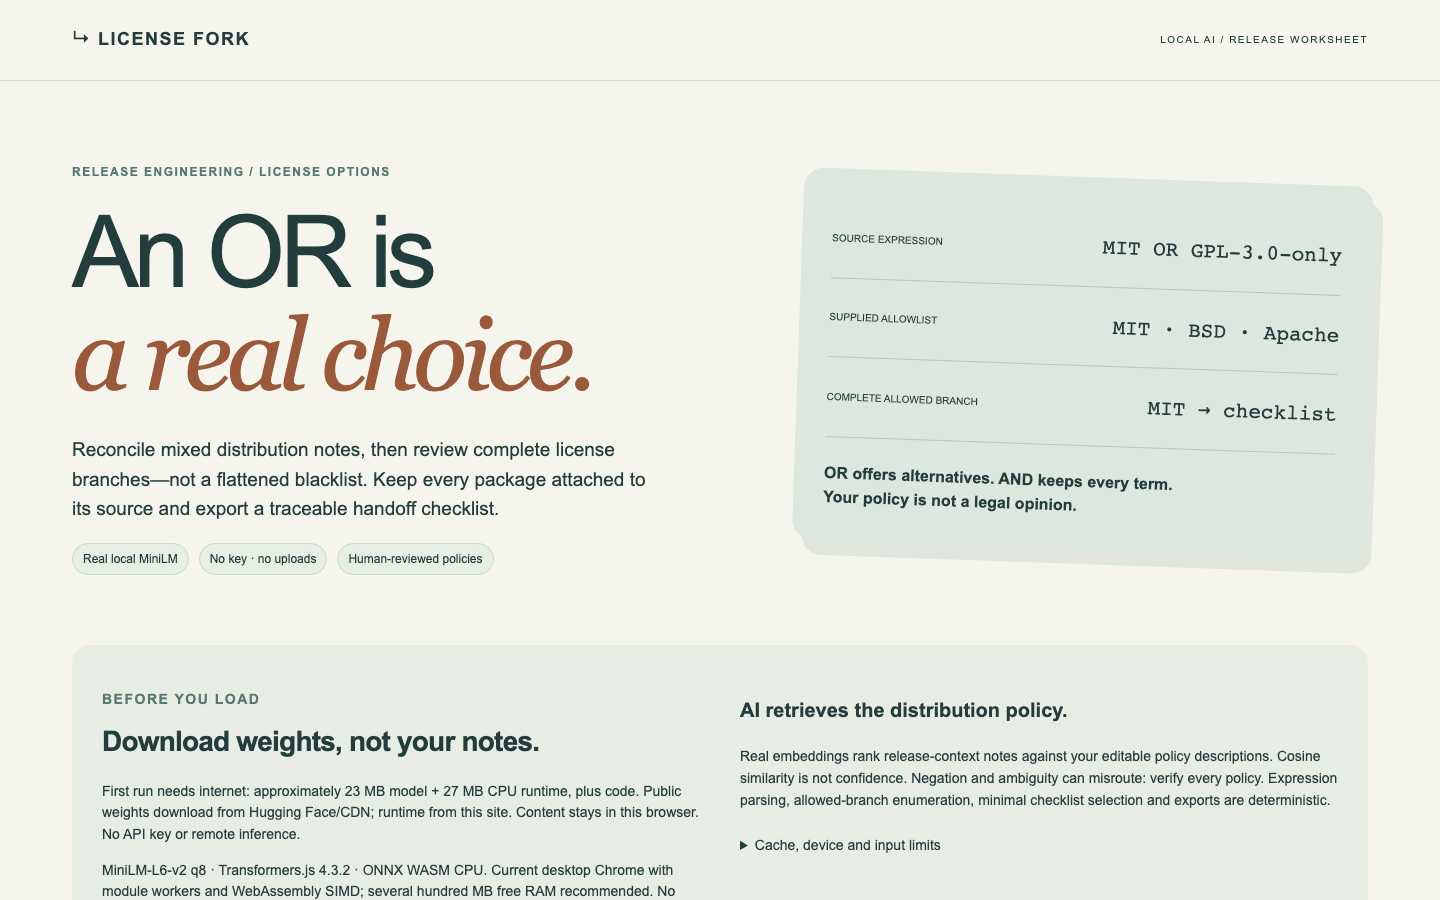 ↳ LICENSE FORK
LOCAL AI / RELEASE WORKSHEET
RELEASE ENGINEERING / LICENSE OPTIONS
An OR is
a real choice.
Reconcile mixed distribution notes, then review complete license
branches—not a flattened blacklist. Keep every package attached to
its source and export a traceable handoff checklist.
Real local MiniLM
No key · no uploads
Human-reviewed policies
SOURCE EXPRESSION
MIT OR GPL-3.0-only
SUPPLIED ALLOWLIST
MIT · BSD · Apache
COMPLETE ALLOWED BRANCH
MIT → checklist
OR offers alternatives. AND keeps every term.
Your policy is not a legal opinion.
BEFORE YOU LOAD
Download weights, not your notes.
First run needs internet: approximately 23 MB model + 27 MB CPU runtime, plus code. Public
weights download from Hugging Face/CDN; runtime from this site. Content stays in this browser.
No API key or remote inference.
MiniLM-L6-v2 q8 · Transformers.js 4.3.2 · ONNX WASM CPU. Current desktop Chrome with
module workers and WebAssembly SIMD; several hundred MB free RAM recommended. No
AI retrieves the distribution policy.
Real embeddings rank release-context notes against your editable policy descriptions. Cosine
similarity is not confidence. Negation and ambiguity can misroute: verify every policy. Expression
parsing, allowed-branch enumeration, minimal checklist selection and exports are deterministic.
▶ Cache, device and input limits